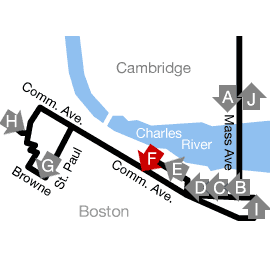 Cambridge
Comm. Ave.
A
J
H
Charles
River
Mass Ave
F
E
G
St. Paul
Browne
Comm. Ave.
D
C
B
I
Boston